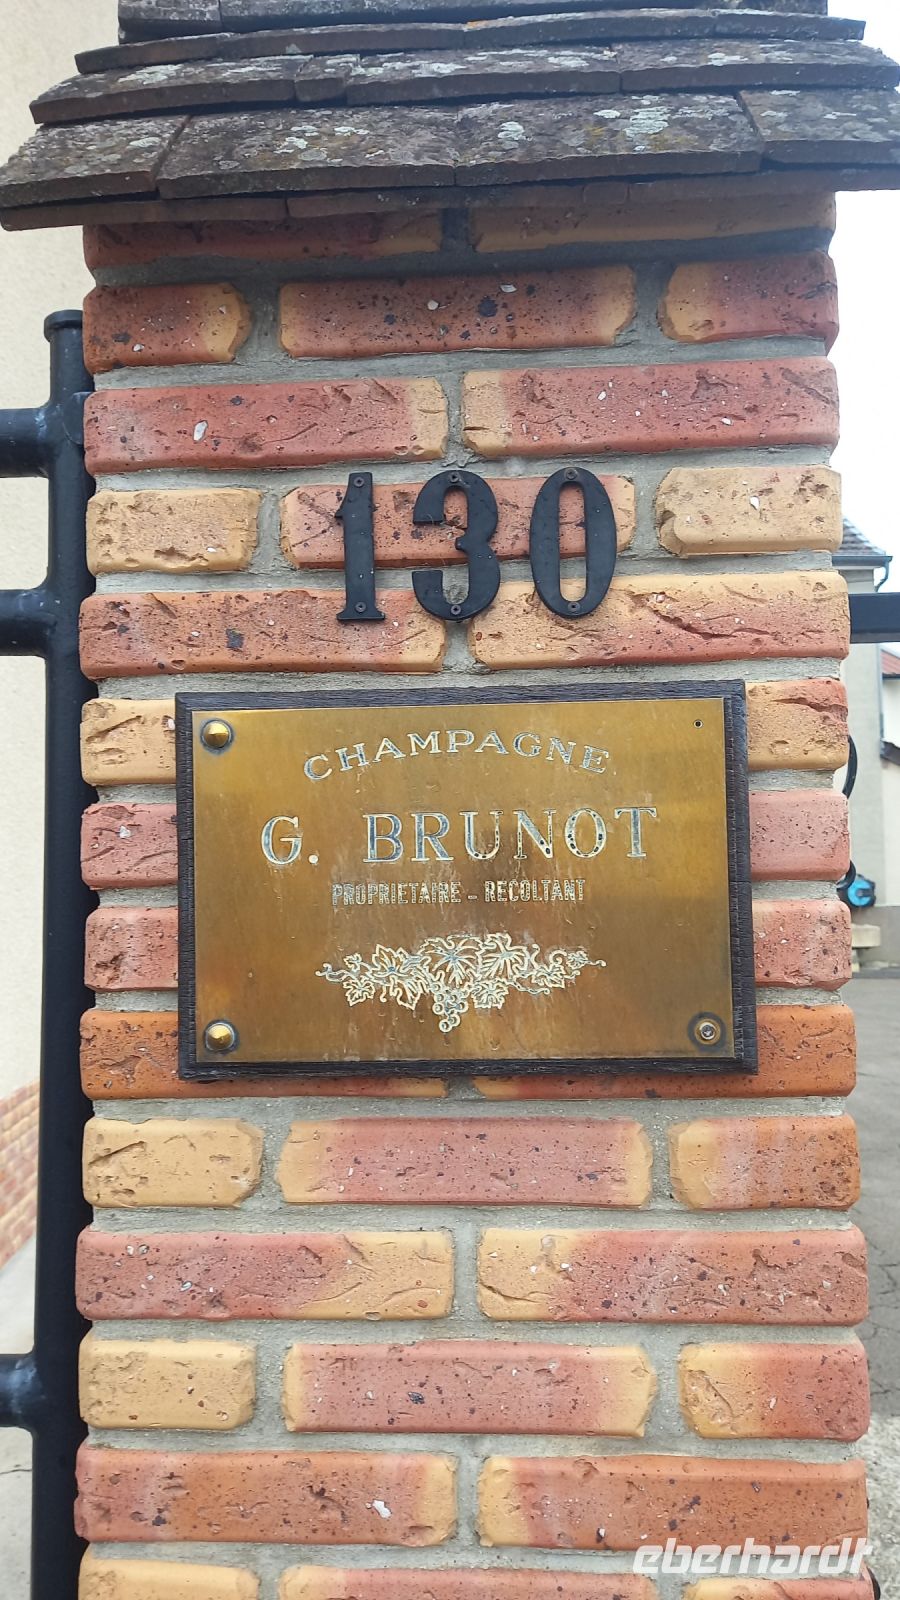 130
CHAMPAGNE
G. BRUNOT
PROPRIETAIRE - RECOLTANT
eberhardt